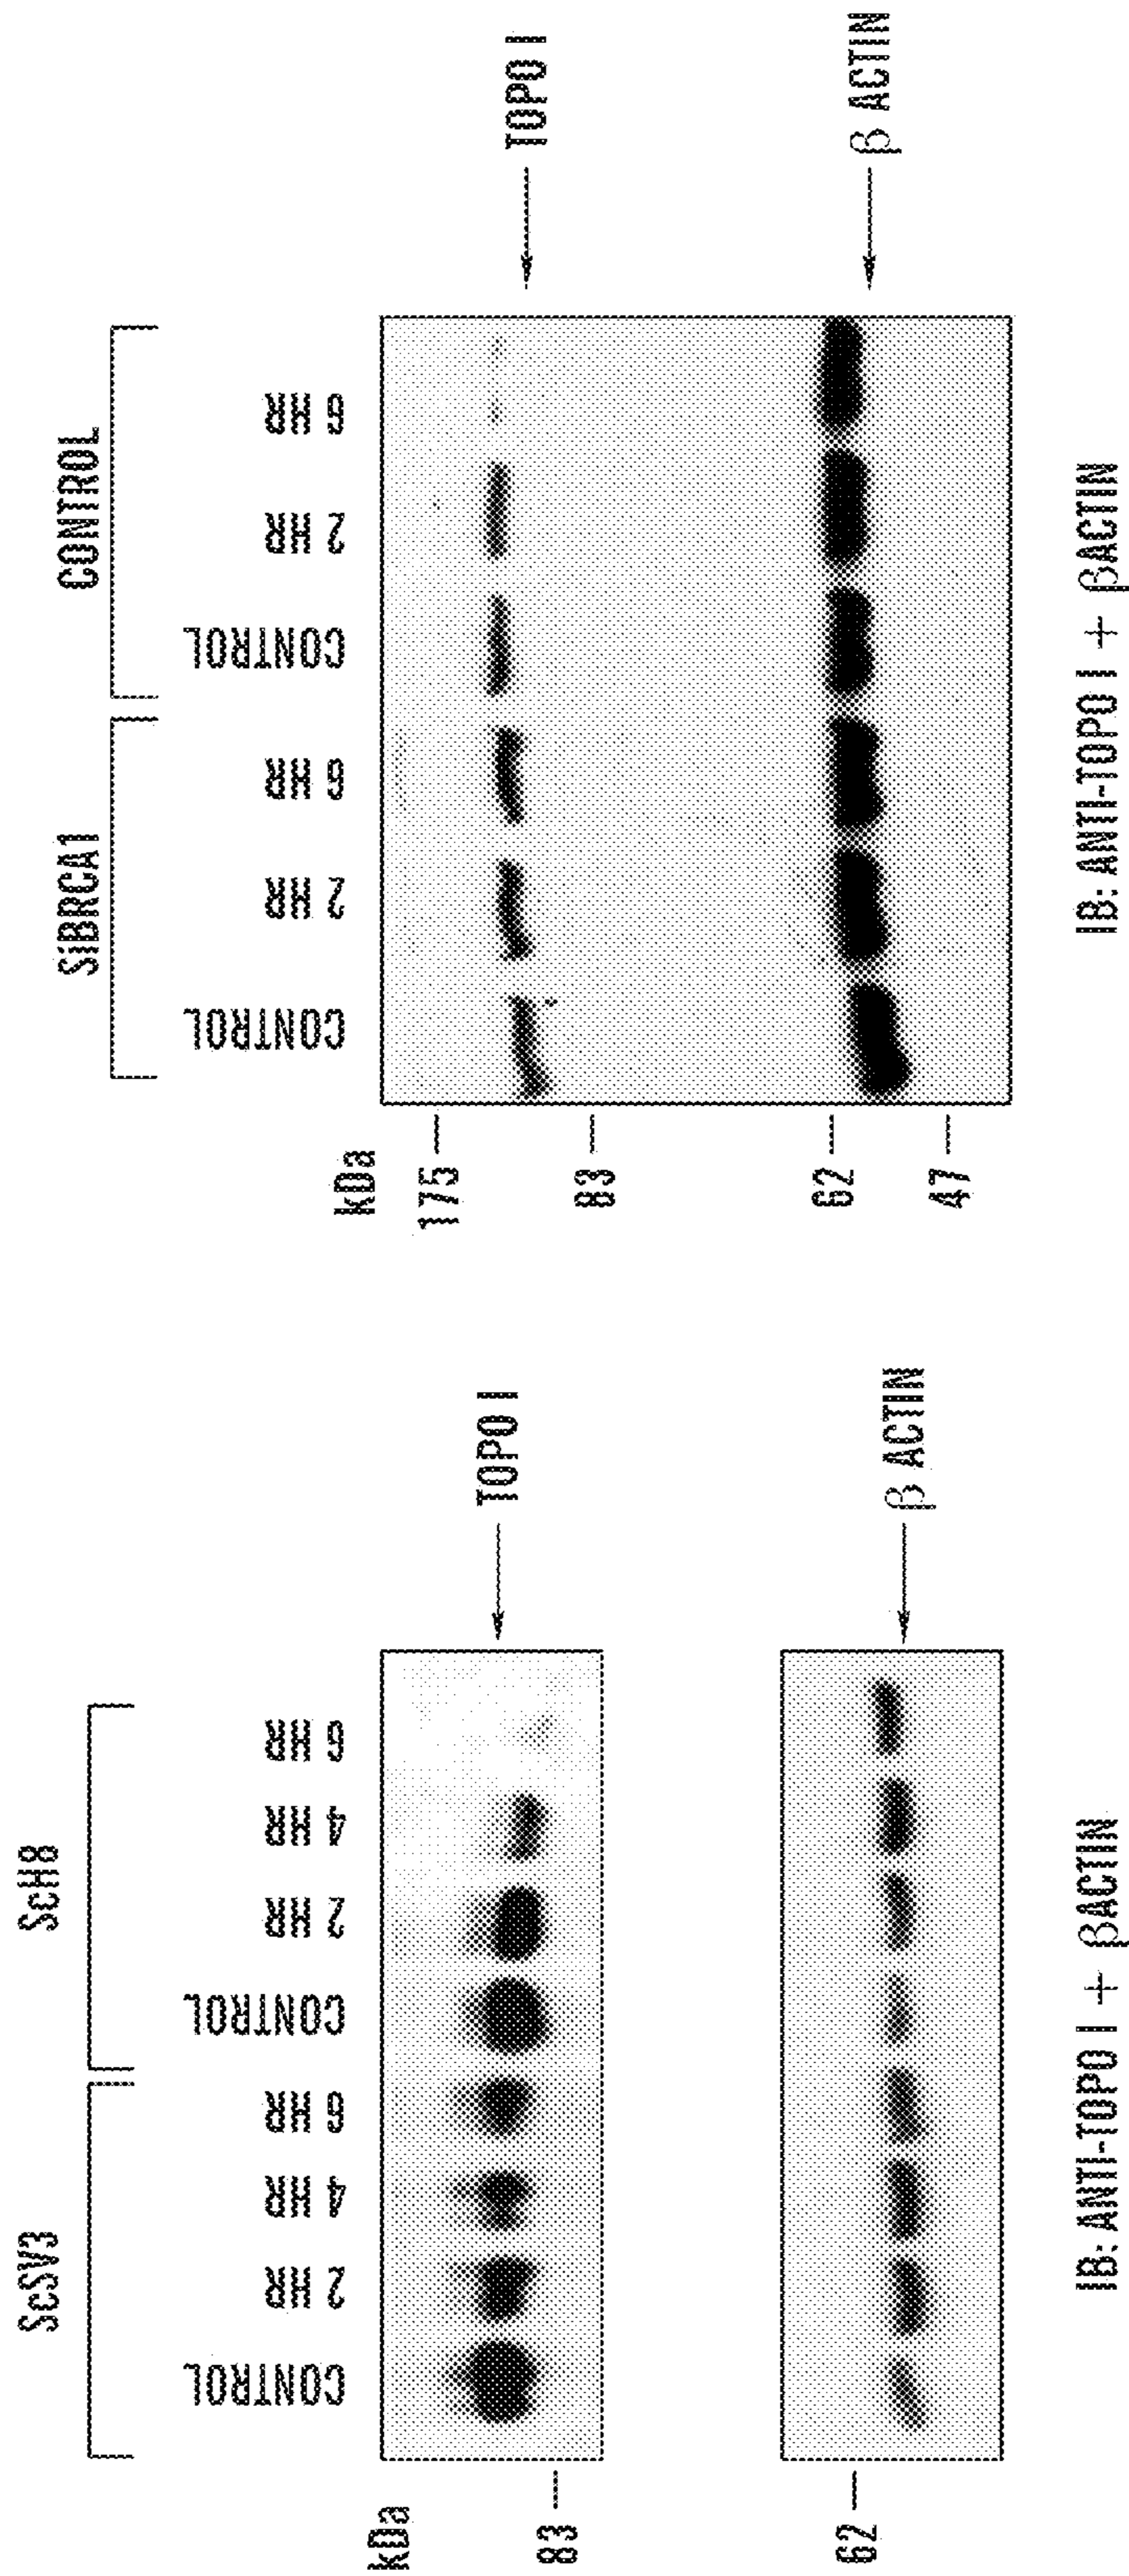 ScSV3 ScH8
CONTROL 2 HR 4 HR 6 HR CONTROL 2 HR 4 HR 6 HR
kDa
83
TOPO I
62
β ACTIN
IB: ANTI-TOPO I + βACTIN
SiBRCA1 CONTROL
CONTROL 2 HR 6 HR CONTROL 2 HR 6 HR
kDa
175
TOPO I
83
62
β ACTIN
47
IB: ANTI-TOPO I + βACTIN